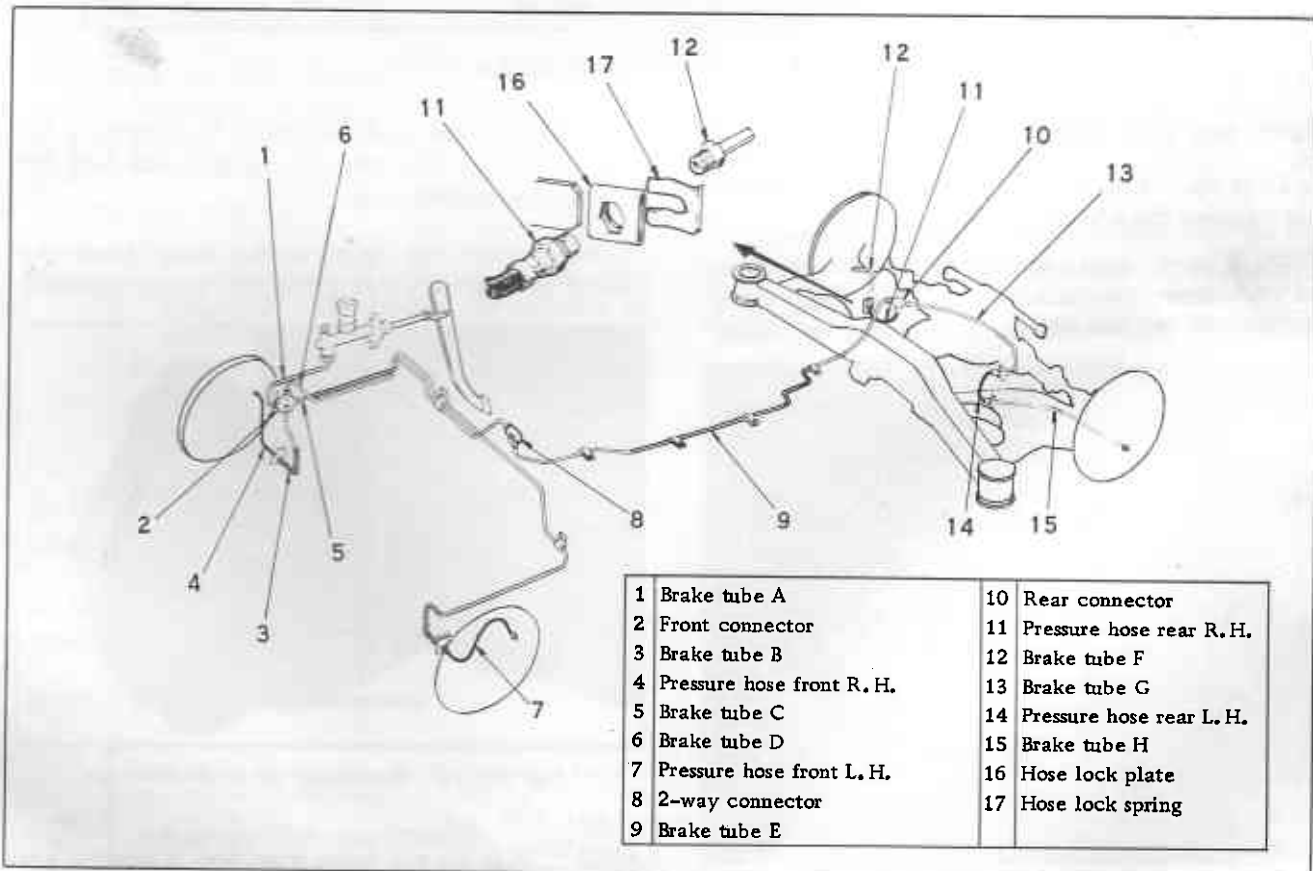 12
17
16
11
6
1
12
11
10
13
2
4
3
5
8
7
9
14
15
1 Brake tube A
2 Front connector
3 Brake tube B
4 Pressure hose front R.H.
5 Brake tube C
6 Brake tube D
7 Pressure hose front L.H.
8 2-way connector
9 Brake tube E
10 Rear connector
11 Pressure hose rear R.H.
12 Brake tube F
13 Brake tube G
14 Pressure hose rear L.H.
15 Brake tube H
16 Hose lock plate
17 Hose lock spring